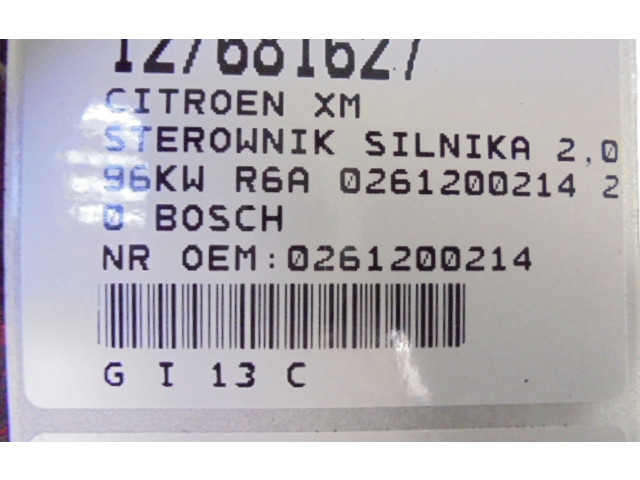 127681627
CITROEN XM
STEROWNIK SILNIKA 2,0
96KW R6A 0261200214 2
0 BOSCH
NR OEM:0261200214
G I 13 C